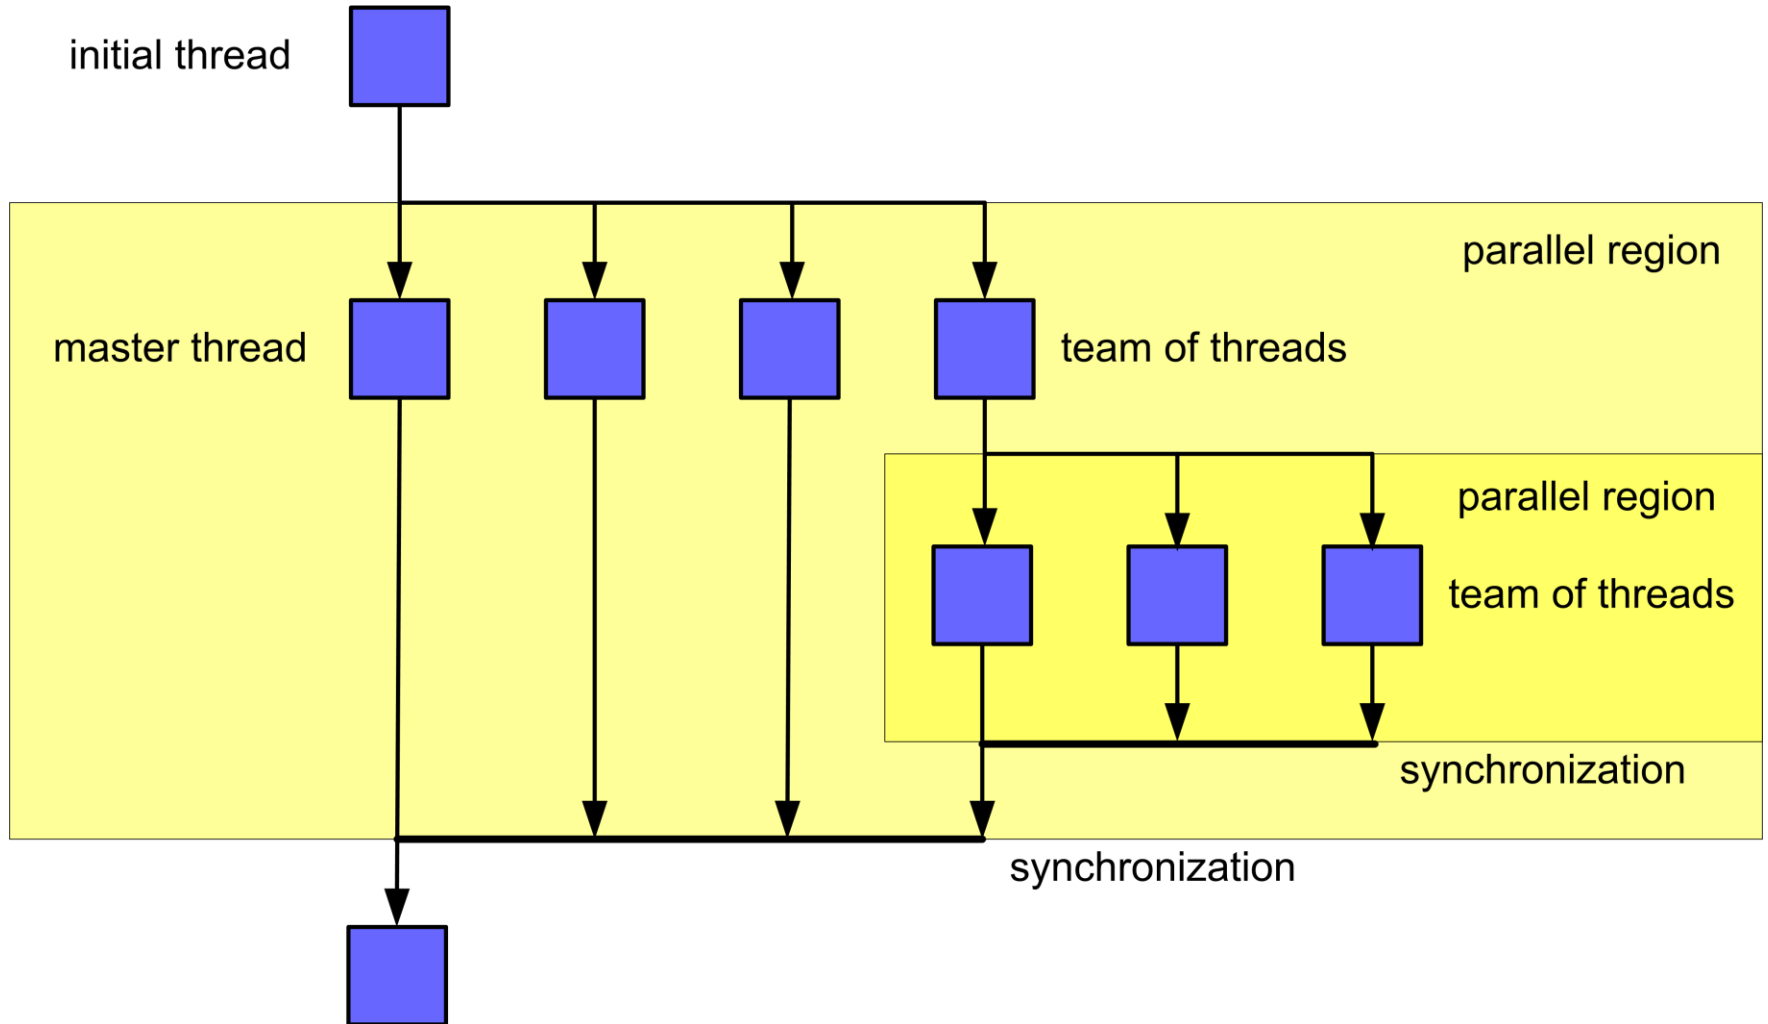 initial thread
parallel region
master thread
team of threads
parallel region
team of threads
synchronization
synchronization